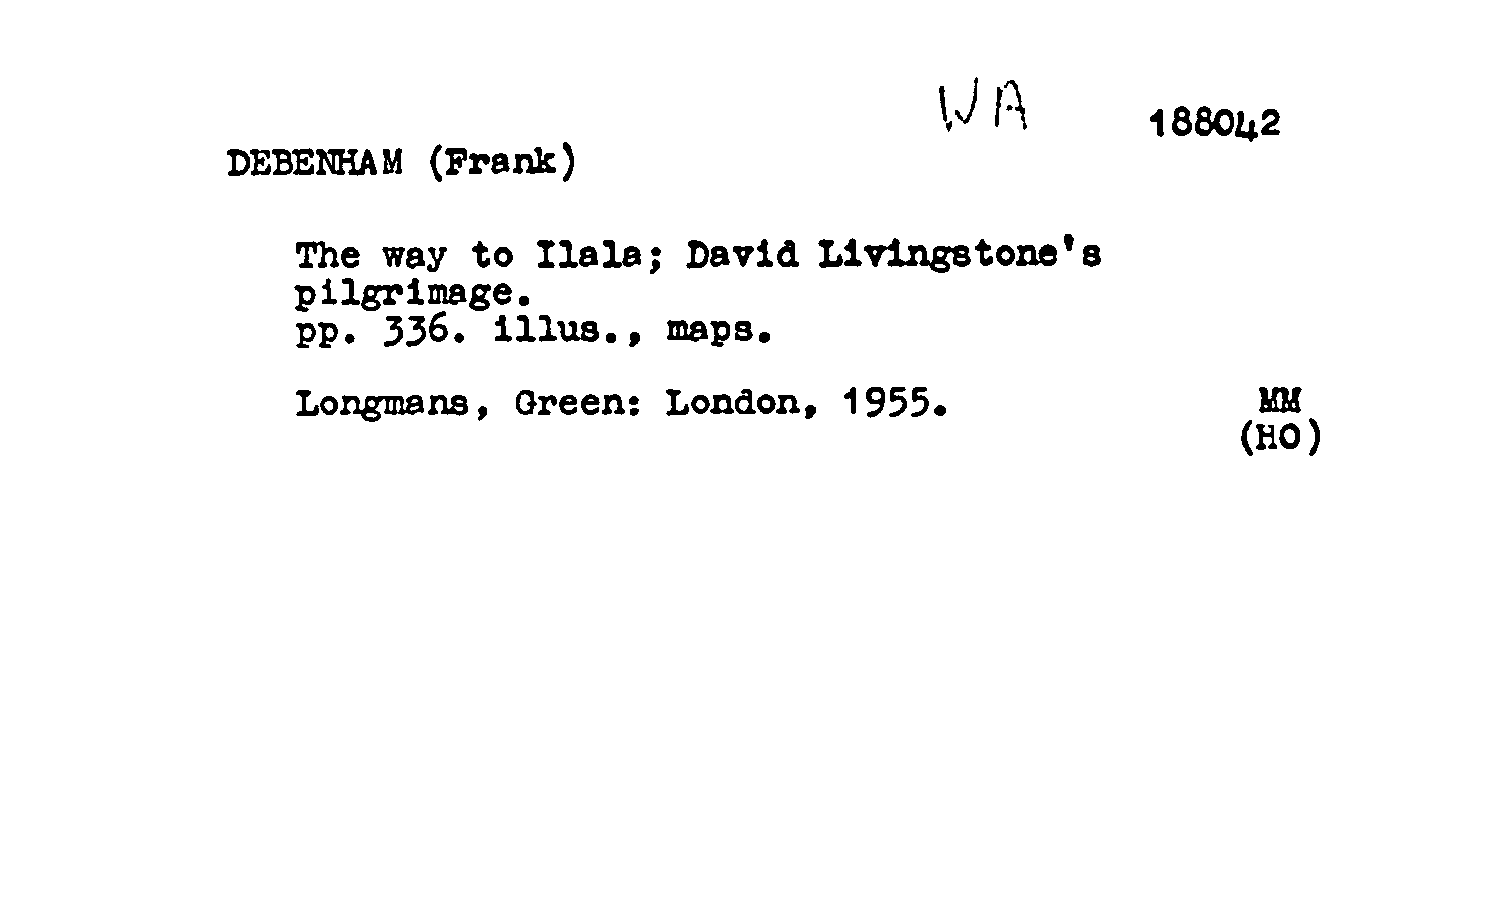 WA 188042
DEBENHAM (Frank)
The way to Ilala; David Livingstone's
pilgrimage.
pp. 336. illus., maps.
Longmans, Green: London, 1955. MM
(HO)